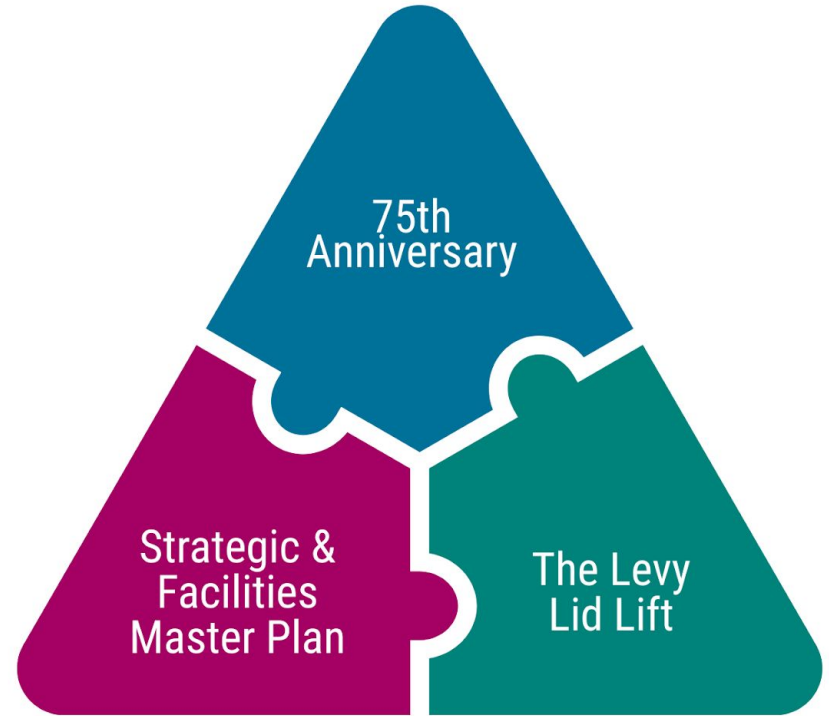 75th
Anniversary
Strategic &
Facilities
Master Plan
The Levy
Lid Lift